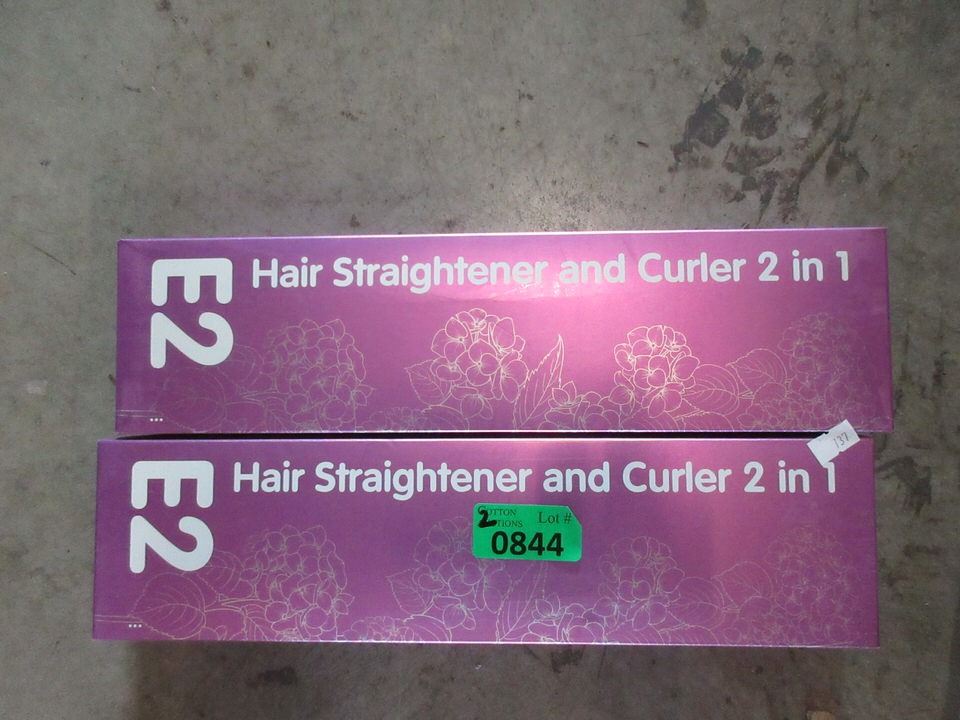 E2
Hair Straightener and Curler 2 in 1
137
E2
Hair Straightener and Curler 2 in 1
2
Lot #
0844